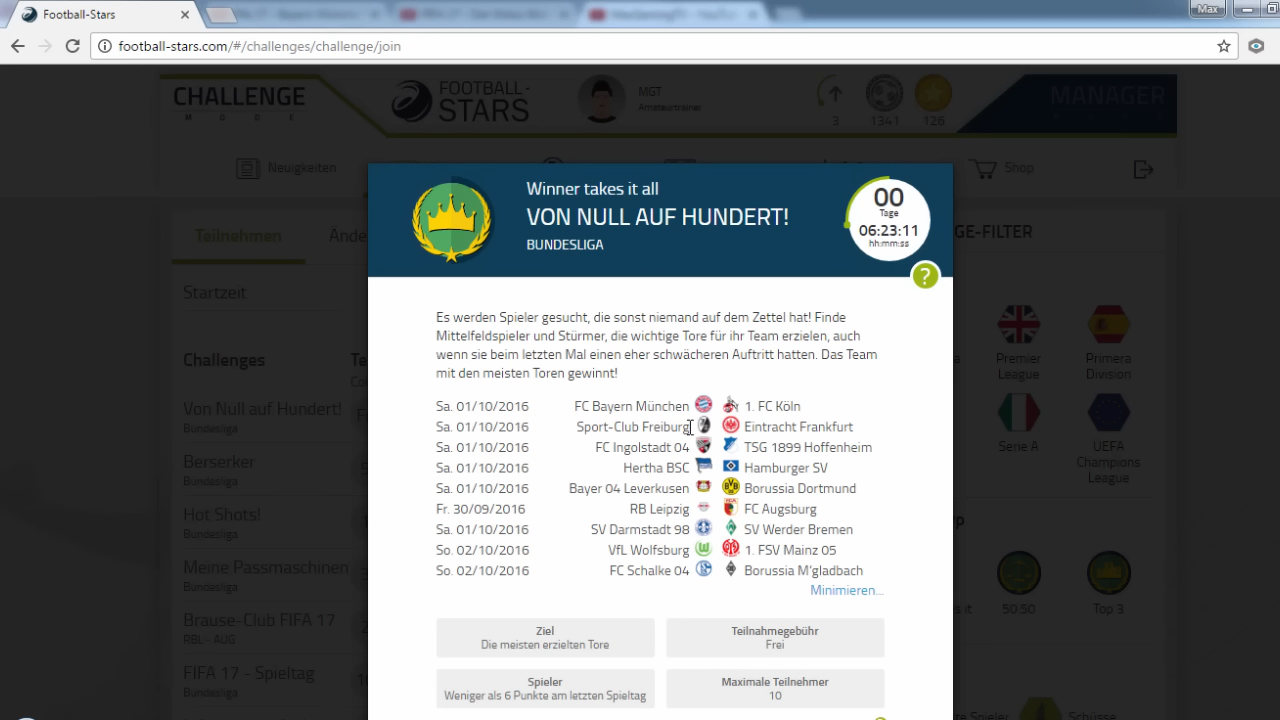 Football-Stars
Max
football-stars.com/#/challenges/challenge/join
CHALLENGE
M O D E
FOOTBALL-
STARS
MGT
Amateurtrainer
3
1341
126
MANAGER
Neuigkeiten
Shop
Winner takes it all
VON NULL AUF HUNDERT!
BUNDESLIGA
00
Tage
06:23:11
hh:mm:ss
?
Teilnehmen
Startzeit
Challenges
Von Null auf Hundert!
Bundesliga
Berserker
Bundesliga
Hot Shots!
Bundesliga
Meine Passmaschinen
Bundesliga
Brause-Club FIFA 17
RBL - AUG
FIFA 17 - Spieltag
Bundesliga
Es werden Spieler gesucht, die sonst niemand auf dem Zettel hat! Finde
Mittelfeldspieler und Stürmer, die wichtige Tore für ihr Team erzielen, auch
wenn sie beim letzten Mal einen eher schwächeren Auftritt hatten. Das Team
mit den meisten Toren gewinnt!
Sa. 01/10/2016 FC Bayern München 1. FC Köln
Sa. 01/10/2016 Sport-Club Freiburg Eintracht Frankfurt
Sa. 01/10/2016 FC Ingolstadt 04 TSG 1899 Hoffenheim
Sa. 01/10/2016 Hertha BSC Hamburger SV
Sa. 01/10/2016 Bayer 04 Leverkusen Borussia Dortmund
Fr. 30/09/2016 RB Leipzig FC Augsburg
Sa. 01/10/2016 SV Darmstadt 98 SV Werder Bremen
So. 02/10/2016 VfL Wolfsburg 1. FSV Mainz 05
So. 02/10/2016 FC Schalke 04 Borussia M'gladbach
Minimieren...
Ziel
Die meisten erzielten Tore
Teilnahmegebühr
Frei
Spieler
Weniger als 6 Punkte am letzten Spieltag
Maximale Teilnehmer
10
GE-FILTER
Premier
League
Primera
Division
Serie A
UEFA
Champions
League
50:50
Top 3
Spieler
Schüsse